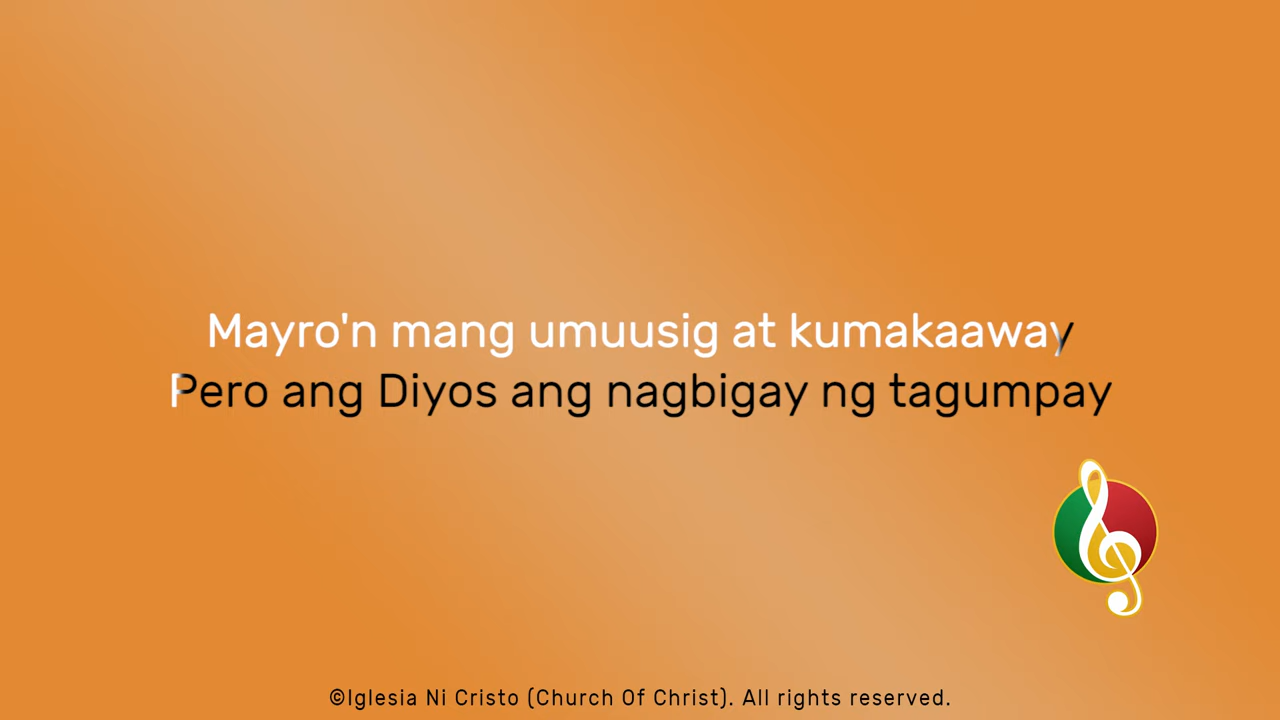 Mayro'n mang umuusig at kumakaaway
Pero ang Diyos ang nagbigay ng tagumpay
©Iglesia Ni Cristo (Church Of Christ). All rights reserved.